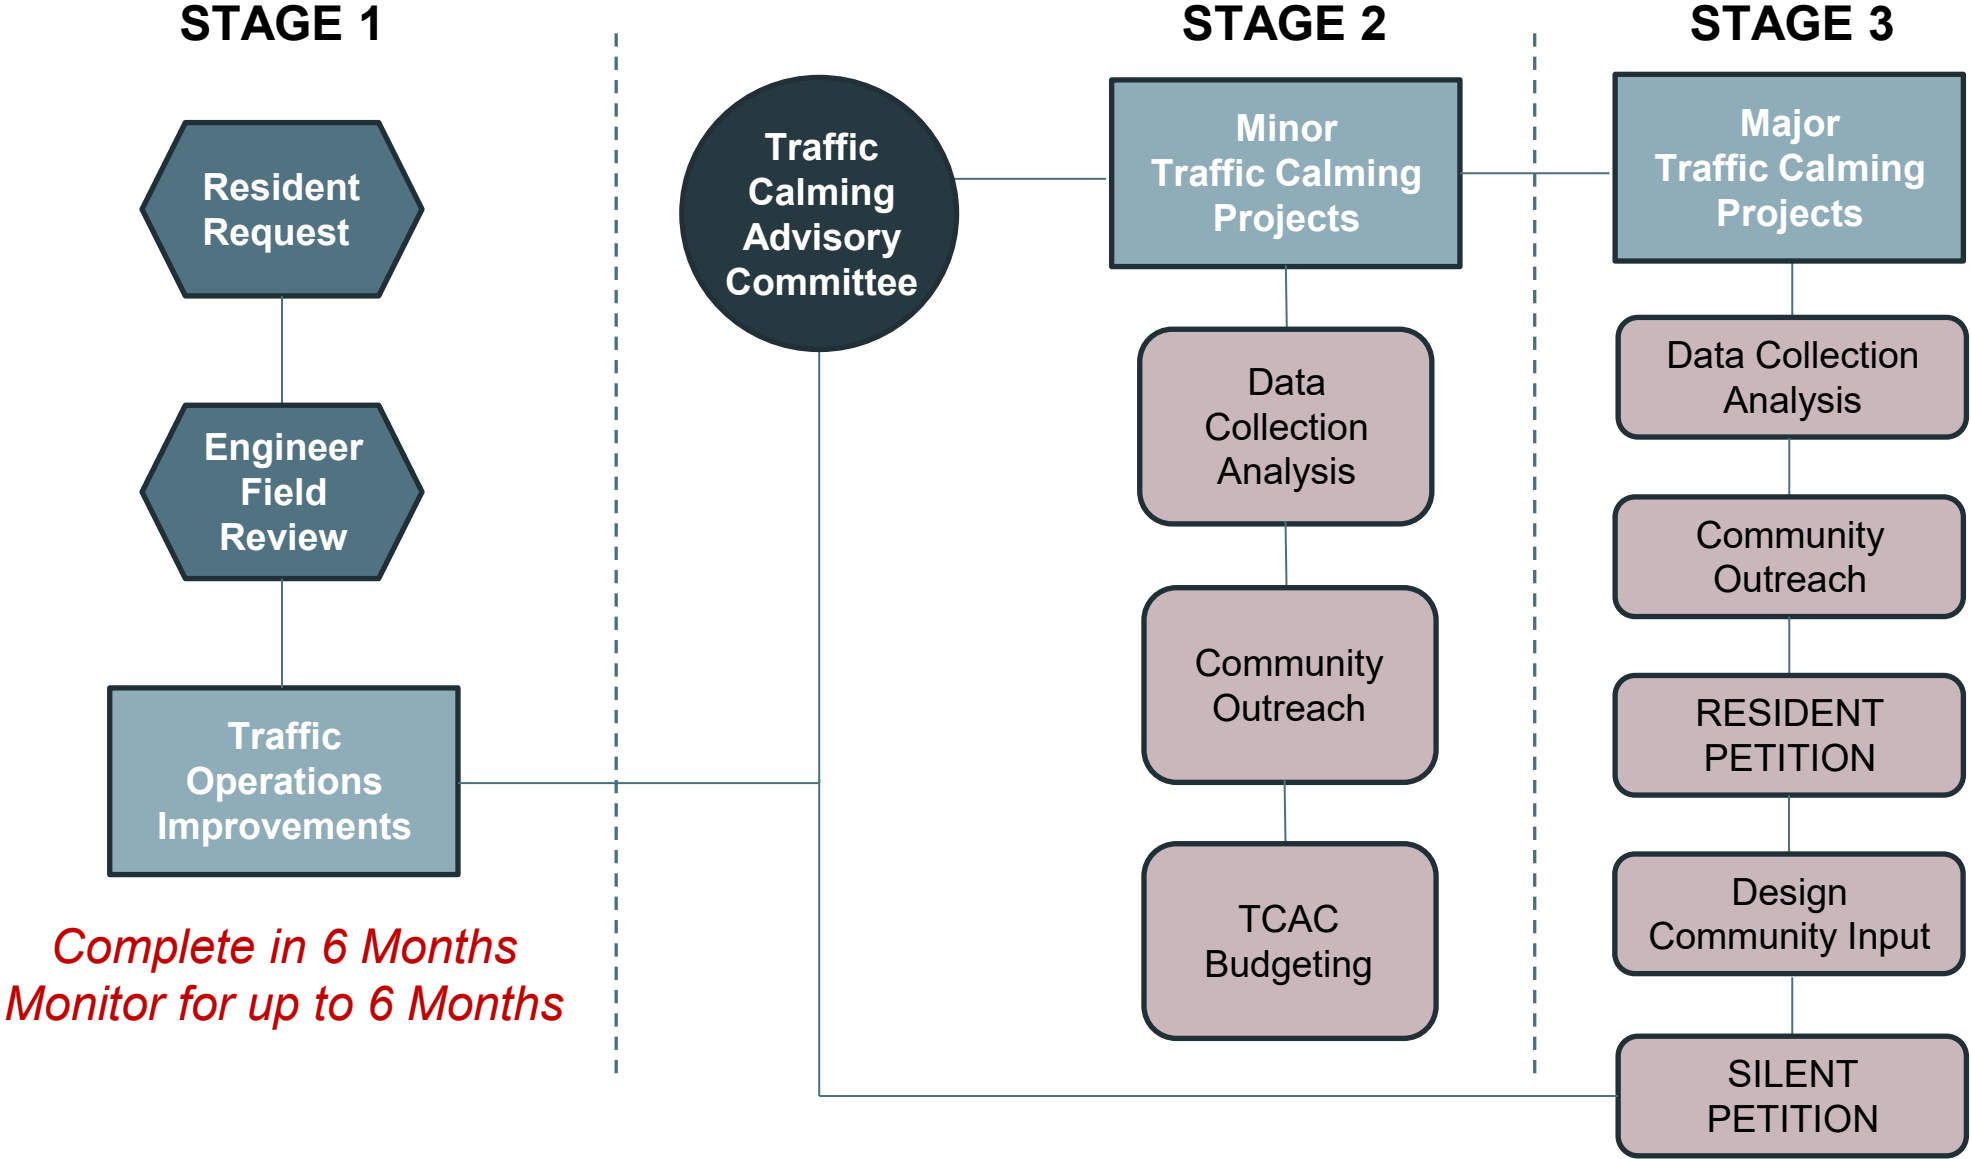 STAGE 1
Resident
Request
Engineer
Field
Review
Traffic
Operations
Improvements
Complete in 6 Months
Monitor for up to 6 Months
Traffic
Calming
Advisory
Committee
STAGE 2
Minor
Traffic Calming
Projects
Data
Collection
Analysis
Community
Outreach
TCAC
Budgeting
STAGE 3
Major
Traffic Calming
Projects
Data Collection
Analysis
Community
Outreach
RESIDENT
PETITION
Design
Community Input
SILENT
PETITION